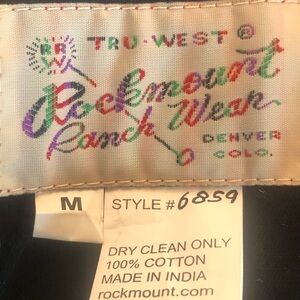 TRU-WEST ®
RR
W
Rockmount
Ranch Wear
DENVER
COLO.
M
STYLE # 6859
DRY CLEAN ONLY
100% COTTON
MADE IN INDIA
rockmount.com